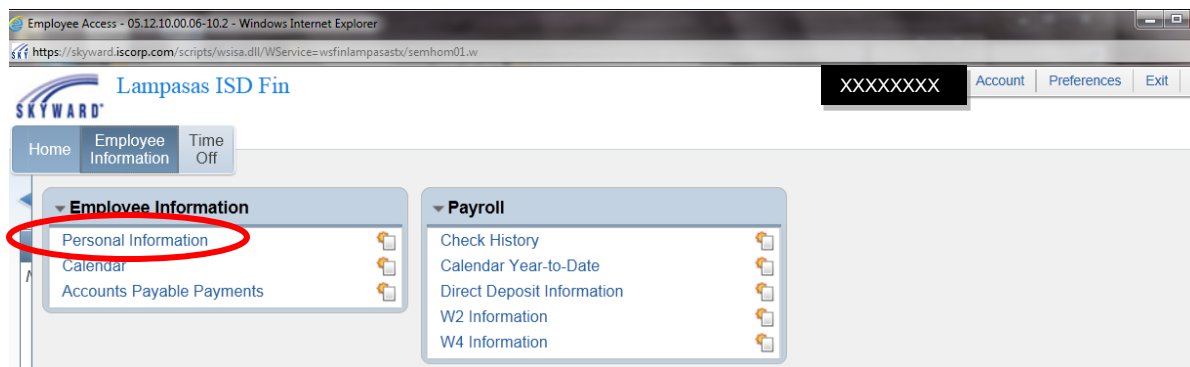 Employee Access - 05.12.10.00.06-10.2 - Windows Internet Explorer
https://skyward.iscorp.com/scripts/wsisa.dll/WService=wsfinlampasastx/semhom01.w
SKYWARD
Lampasas ISD Fin
XXXXXXXX Account Preferences Exit
Home Employee Information Time Off
Employee Information
Personal Information
Calendar
Accounts Payable Payments
Payroll
Check History
Calendar Year-to-Date
Direct Deposit Information
W2 Information
W4 Information